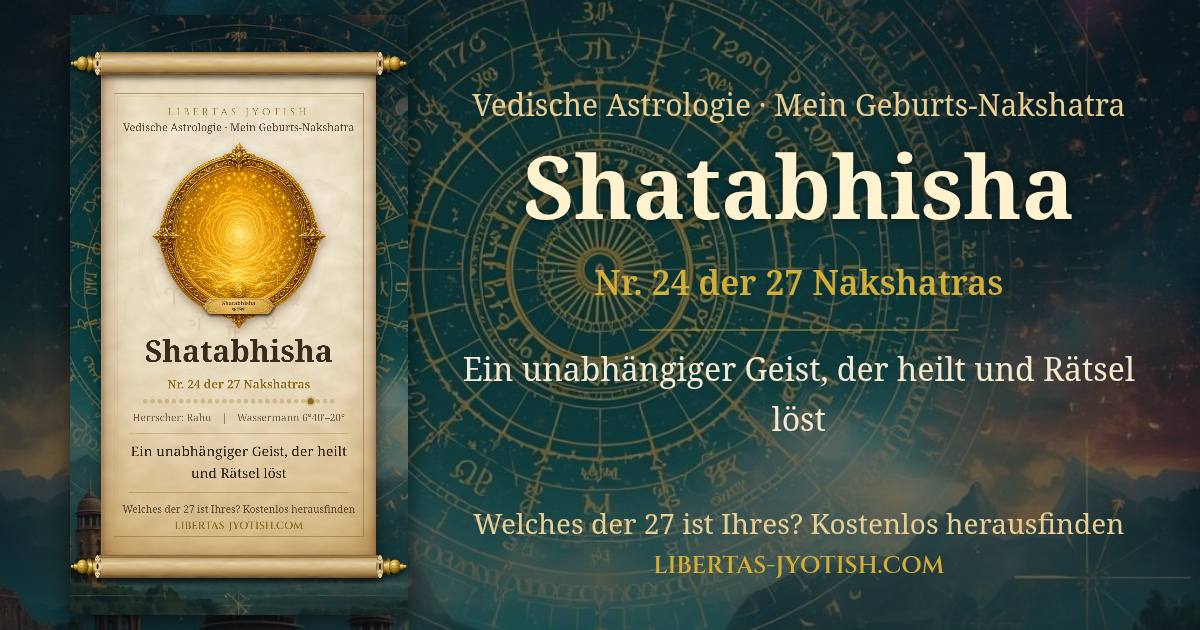 LIBERTAS JYOTISH
Vedische Astrologie · Mein Geburts-Nakshatra
Shatabhisha
Shatabhisha
Nr. 24 der 27 Nakshatras
Herrscher: Rahu | Wassermann 6°40'–20°
Ein unabhängiger Geist, der heilt
und Rätsel löst
Welches der 27 ist Ihres? Kostenlos herausfinden
LIBERTAS-JYOTISH.COM
Vedische Astrologie · Mein Geburts-Nakshatra
Shatabhisha
Nr. 24 der 27 Nakshatras
Ein unabhängiger Geist, der heilt und Rätsel
löst
Welches der 27 ist Ihres? Kostenlos herausfinden
LIBERTAS-JYOTISH.COM